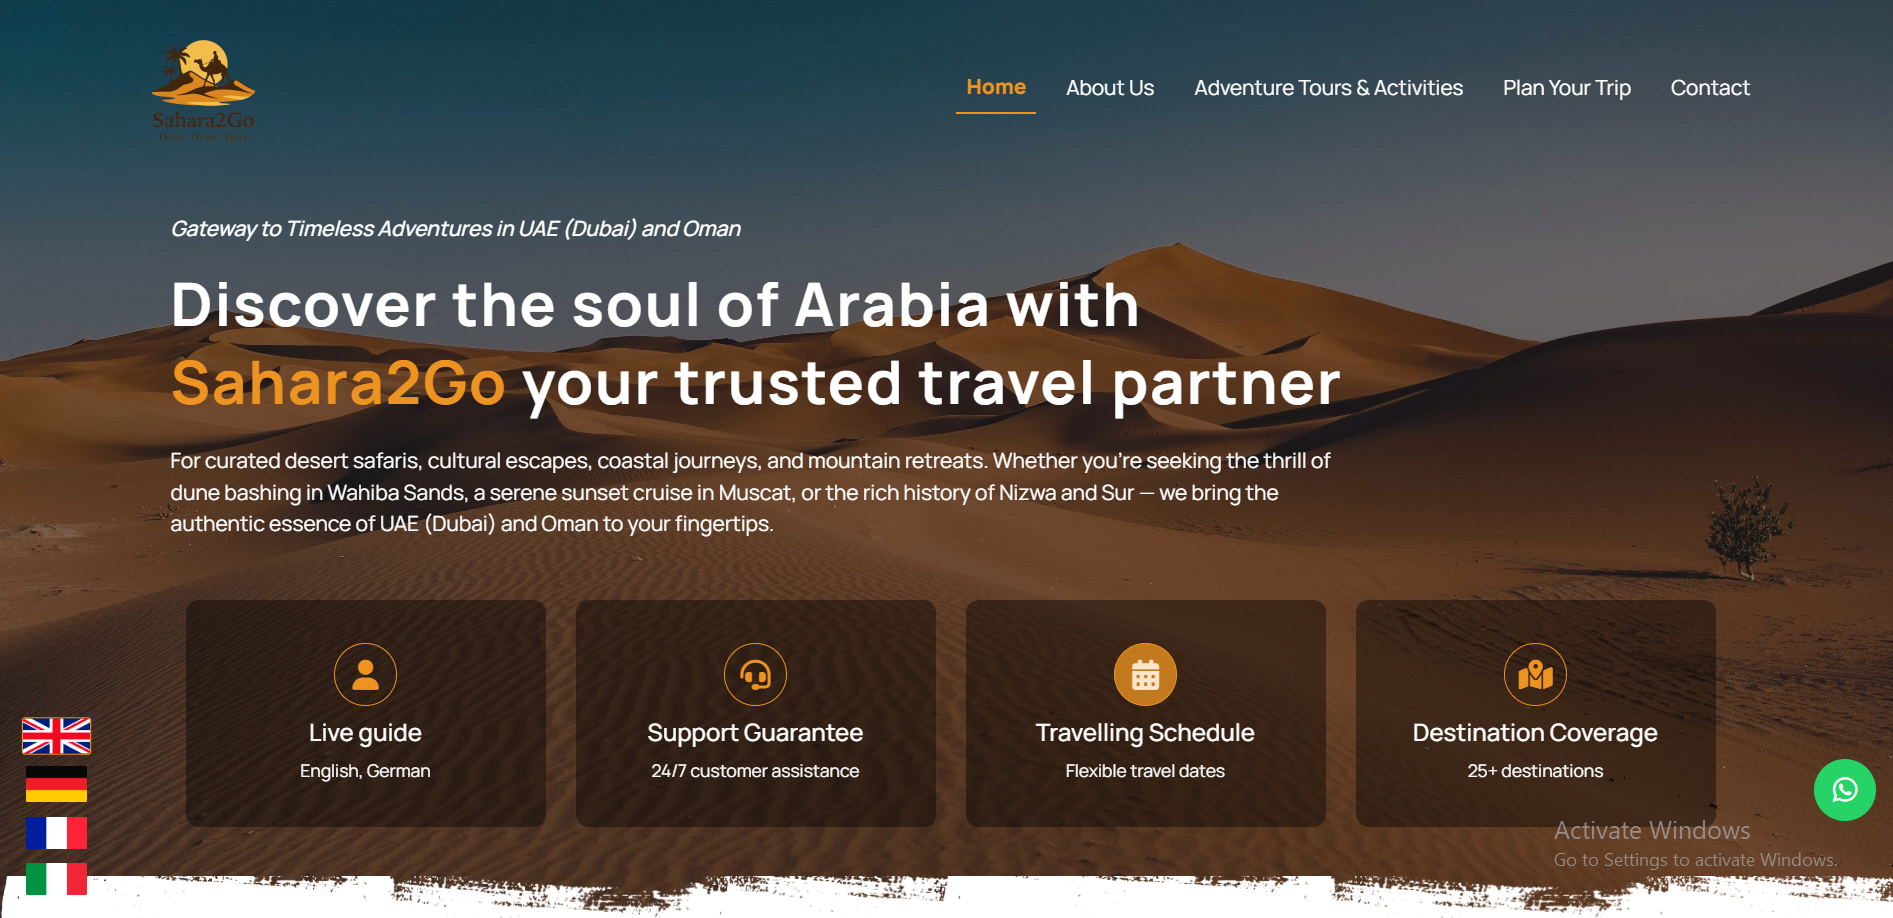 Sahara2Go
Home
About Us
Adventure Tours & Activities
Plan Your Trip
Contact
Gateway to Timeless Adventures in UAE (Dubai) and Oman
Discover the soul of Arabia with
Sahara2Go your trusted travel partner
For curated desert safaris, cultural escapes, coastal journeys, and mountain retreats. Whether you're seeking the thrill of
dune bashing in Wahiba Sands, a serene sunset cruise in Muscat, or the rich history of Nizwa and Sur — we bring the
authentic essence of UAE (Dubai) and Oman to your fingertips.
Live guide
English, German
Support Guarantee
24/7 customer assistance
Travelling Schedule
Flexible travel dates
Destination Coverage
25+ destinations
Activate Windows
Go to Settings to activate Windows.